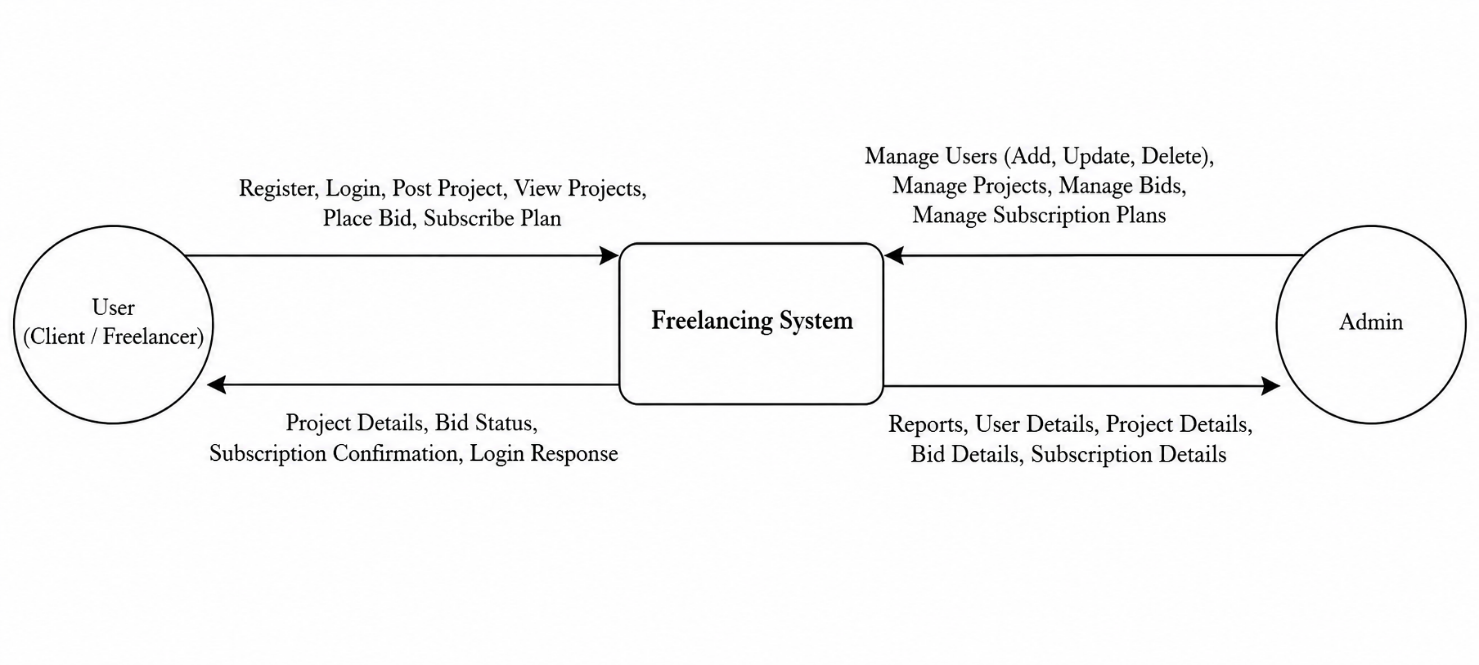 Manage Users (Add, Update, Delete),
Manage Projects, Manage Bids,
Manage Subscription Plans
Register, Login, Post Project, View Projects,
Place Bid, Subscribe Plan
User
(Client / Freelancer)
Freelancing System
Admin
Project Details, Bid Status,
Subscription Confirmation, Login Response
Reports, User Details, Project Details,
Bid Details, Subscription Details